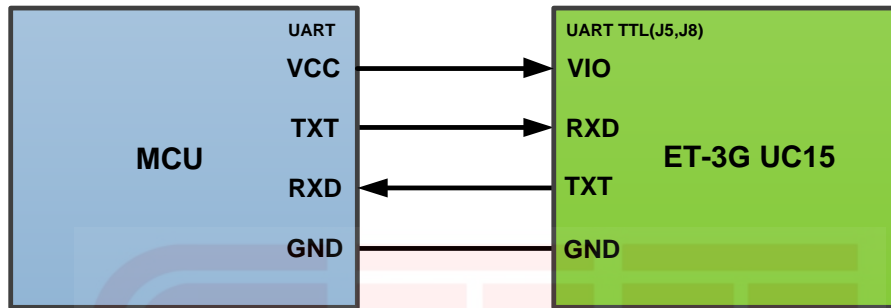 UART
UART TTL(J5,J8)
VCC
VIO
TXT
RXD
MCU
ET-3G UC15
RXD
TXT
GND
GND